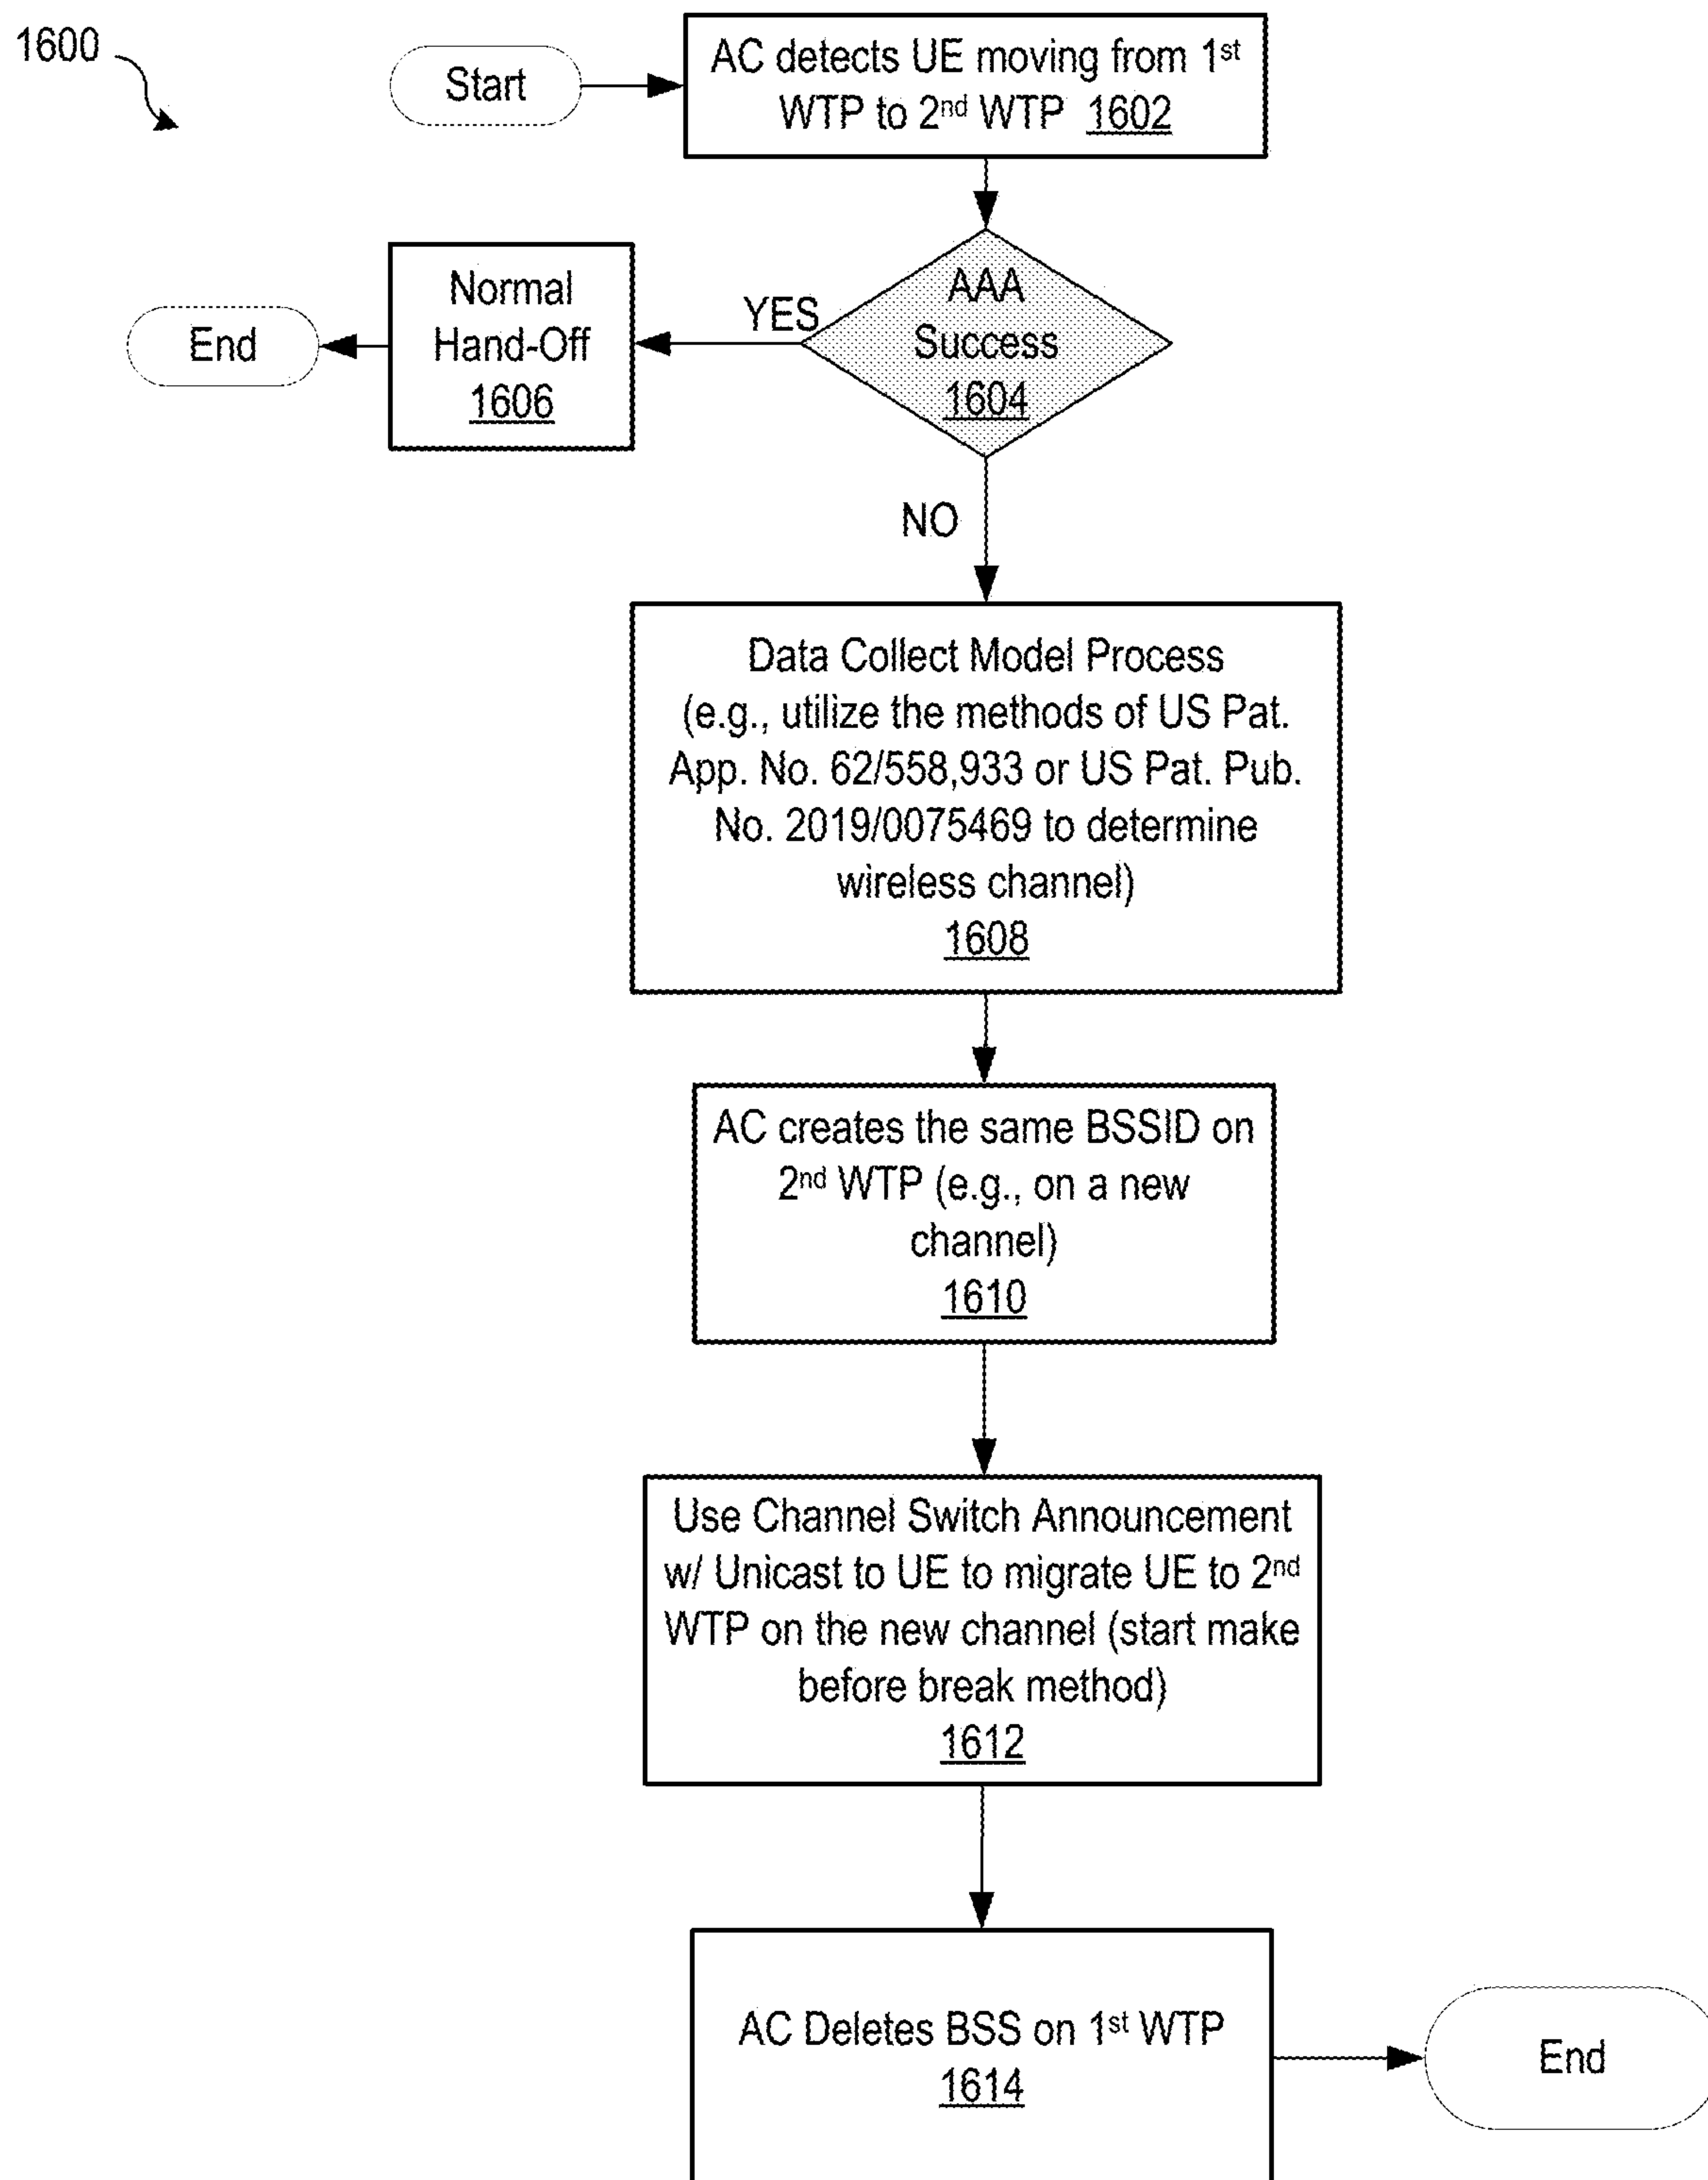 1600
Start
AC detects UE moving from 1st
WTP to 2nd WTP 1602
AAA
Success
1604
YES
Normal
Hand-Off
1606
End
NO
Data Collect Model Process
(e.g., utilize the methods of US Pat.
App. No. 62/558,933 or US Pat. Pub.
No. 2019/0075469 to determine
wireless channel)
1608
AC creates the same BSSID on
2nd WTP (e.g., on a new
channel)
1610
Use Channel Switch Announcement
w/ Unicast to UE to migrate UE to 2nd
WTP on the new channel (start make
before break method)
1612
AC Deletes BSS on 1st WTP
1614
End